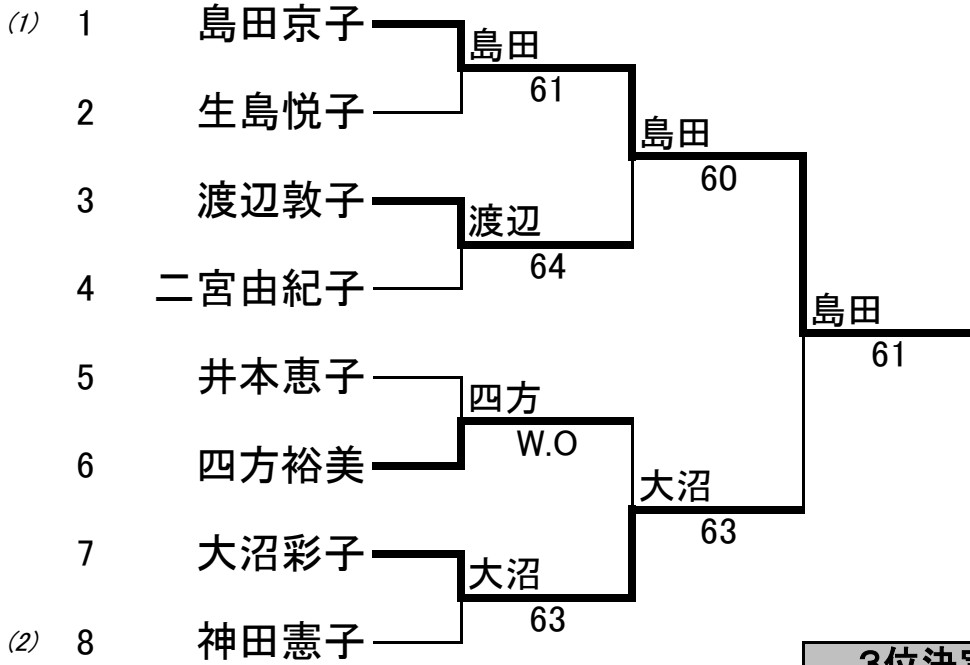 (1) 1 島田京子
島田
61
2 生島悦子
島田
60
3 渡辺敦子
渡辺
64
4 二宮由紀子
島田
61
5 井本恵子
四方
W.O
6 四方裕美
大沼
63
7 大沼彩子
大沼
63
(2) 8 神田憲子
3位決